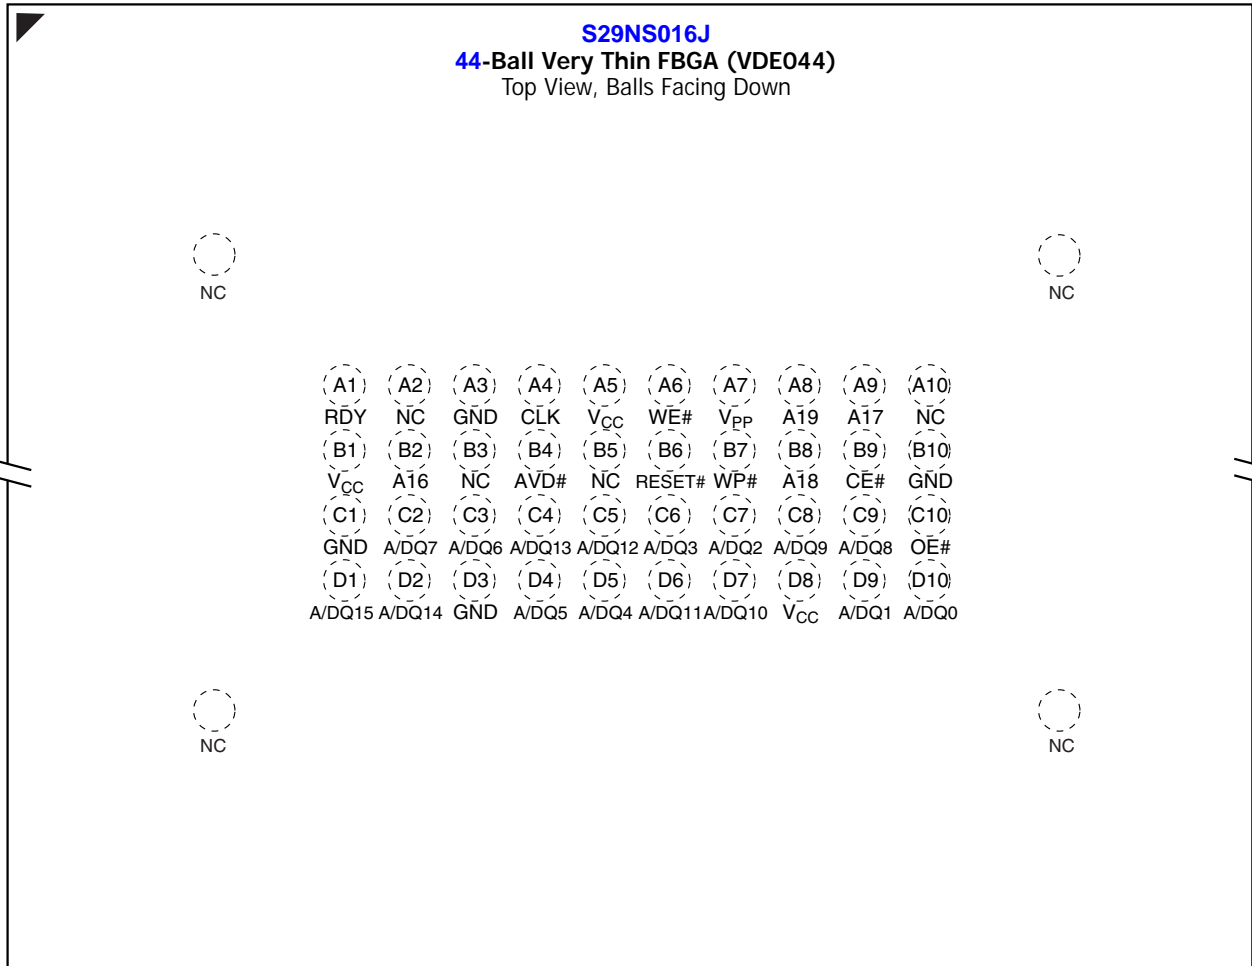 S29NS016J
44-Ball Very Thin FBGA (VDE044)
Top View, Balls Facing Down
NC NC
A1 A2 A3 A4 A5 A6 A7 A8 A9 A10
RDY NC GND CLK VCC WE# VPP A19 A17 NC
B1 B2 B3 B4 B5 B6 B7 B8 B9 B10
VCC A16 NC AVD# NC RESET# WP# A18 CE# GND
C1 C2 C3 C4 C5 C6 C7 C8 C9 C10
GND A/DQ7 A/DQ6 A/DQ13 A/DQ12 A/DQ3 A/DQ2 A/DQ9 A/DQ8 OE#
D1 D2 D3 D4 D5 D6 D7 D8 D9 D10
A/DQ15 A/DQ14 GND A/DQ5 A/DQ4 A/DQ11 A/DQ10 VCC A/DQ1 A/DQ0
NC NC